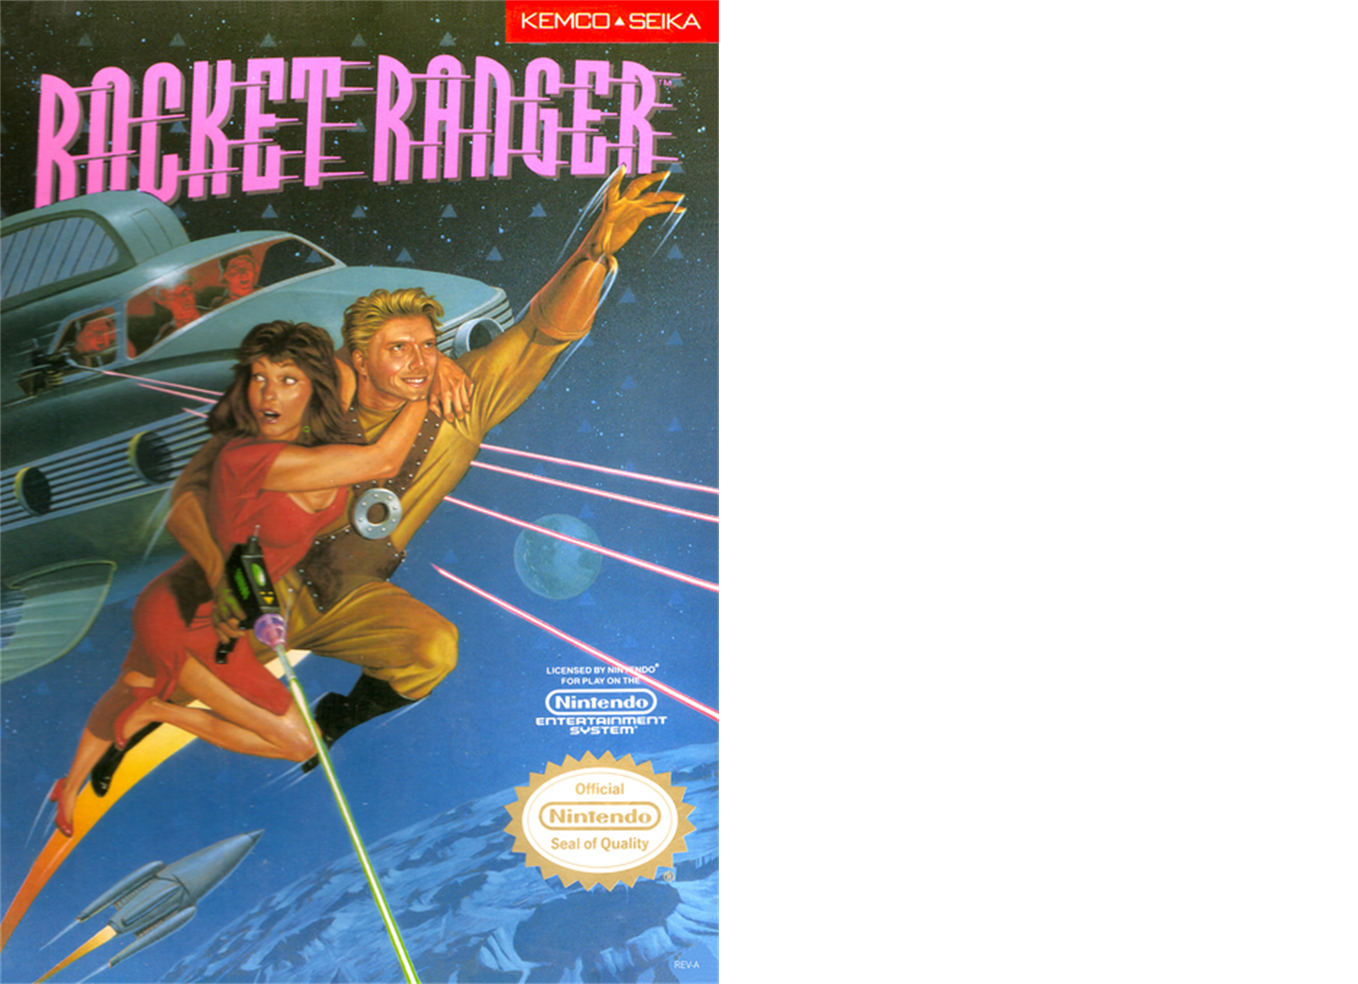 KEMCO▲SEIKA
ROCKET RANGER™
LICENSED BY NINTENDO®
FOR PLAY ON THE
Nintendo
ENTERTAINMENT
SYSTEM®
Official
Nintendo
Seal of Quality
®
REV-A